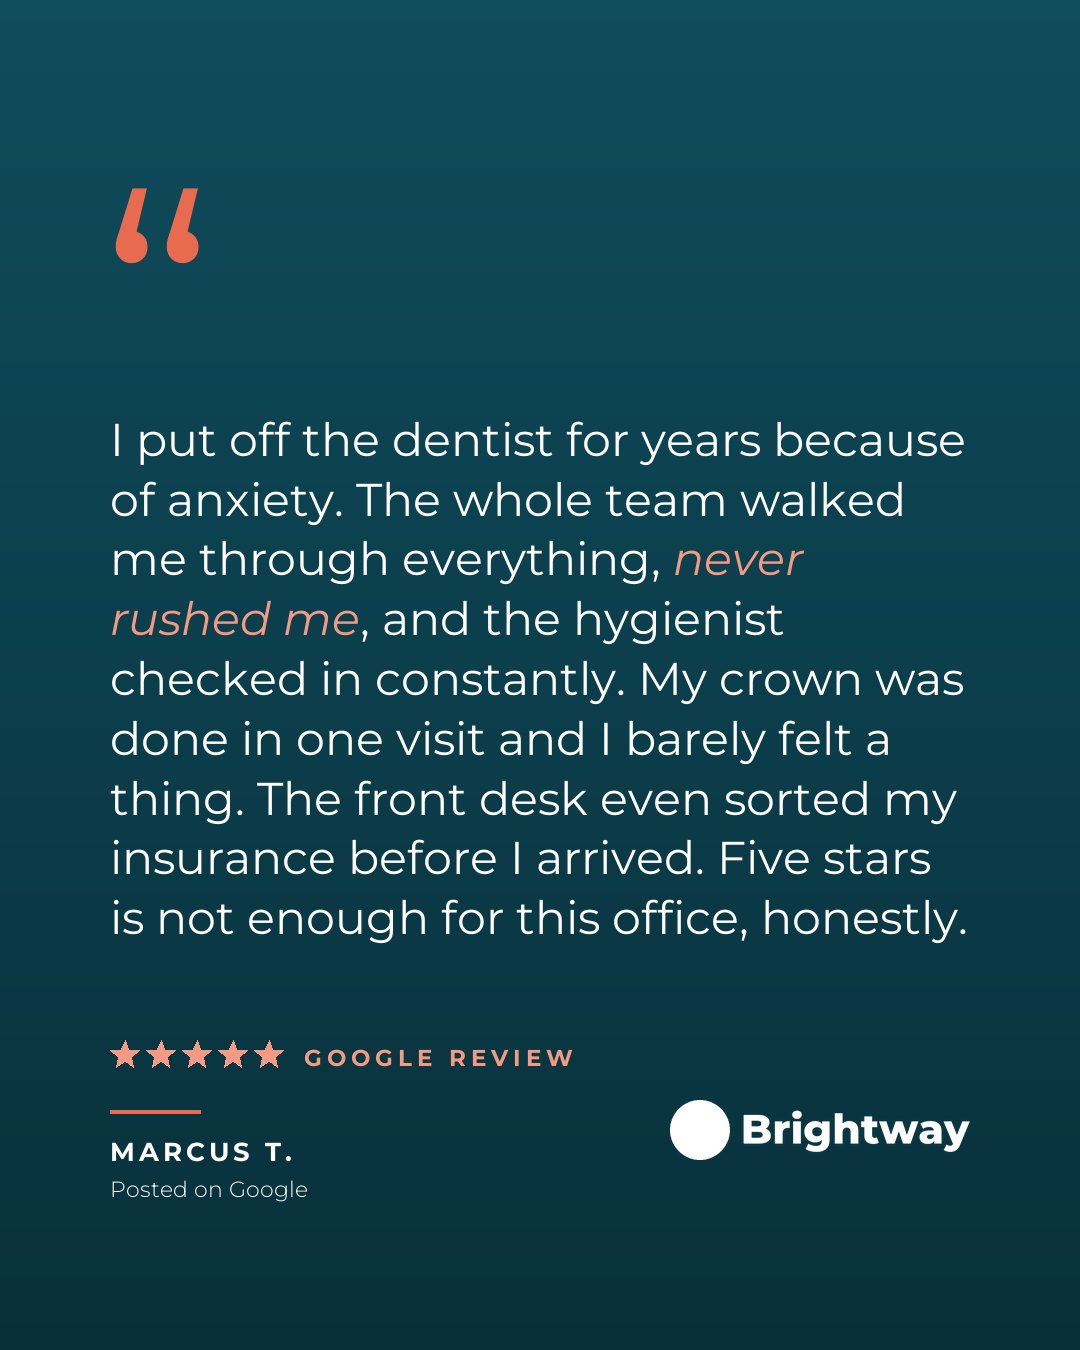 “
I put off the dentist for years because
of anxiety. The whole team walked
me through everything, never
rushed me, and the hygienist
checked in constantly. My crown was
done in one visit and I barely felt a
thing. The front desk even sorted my
insurance before I arrived. Five stars
is not enough for this office, honestly.
★★★★★ GOOGLE REVIEW
MARCUS T.
Posted on Google
Brightway